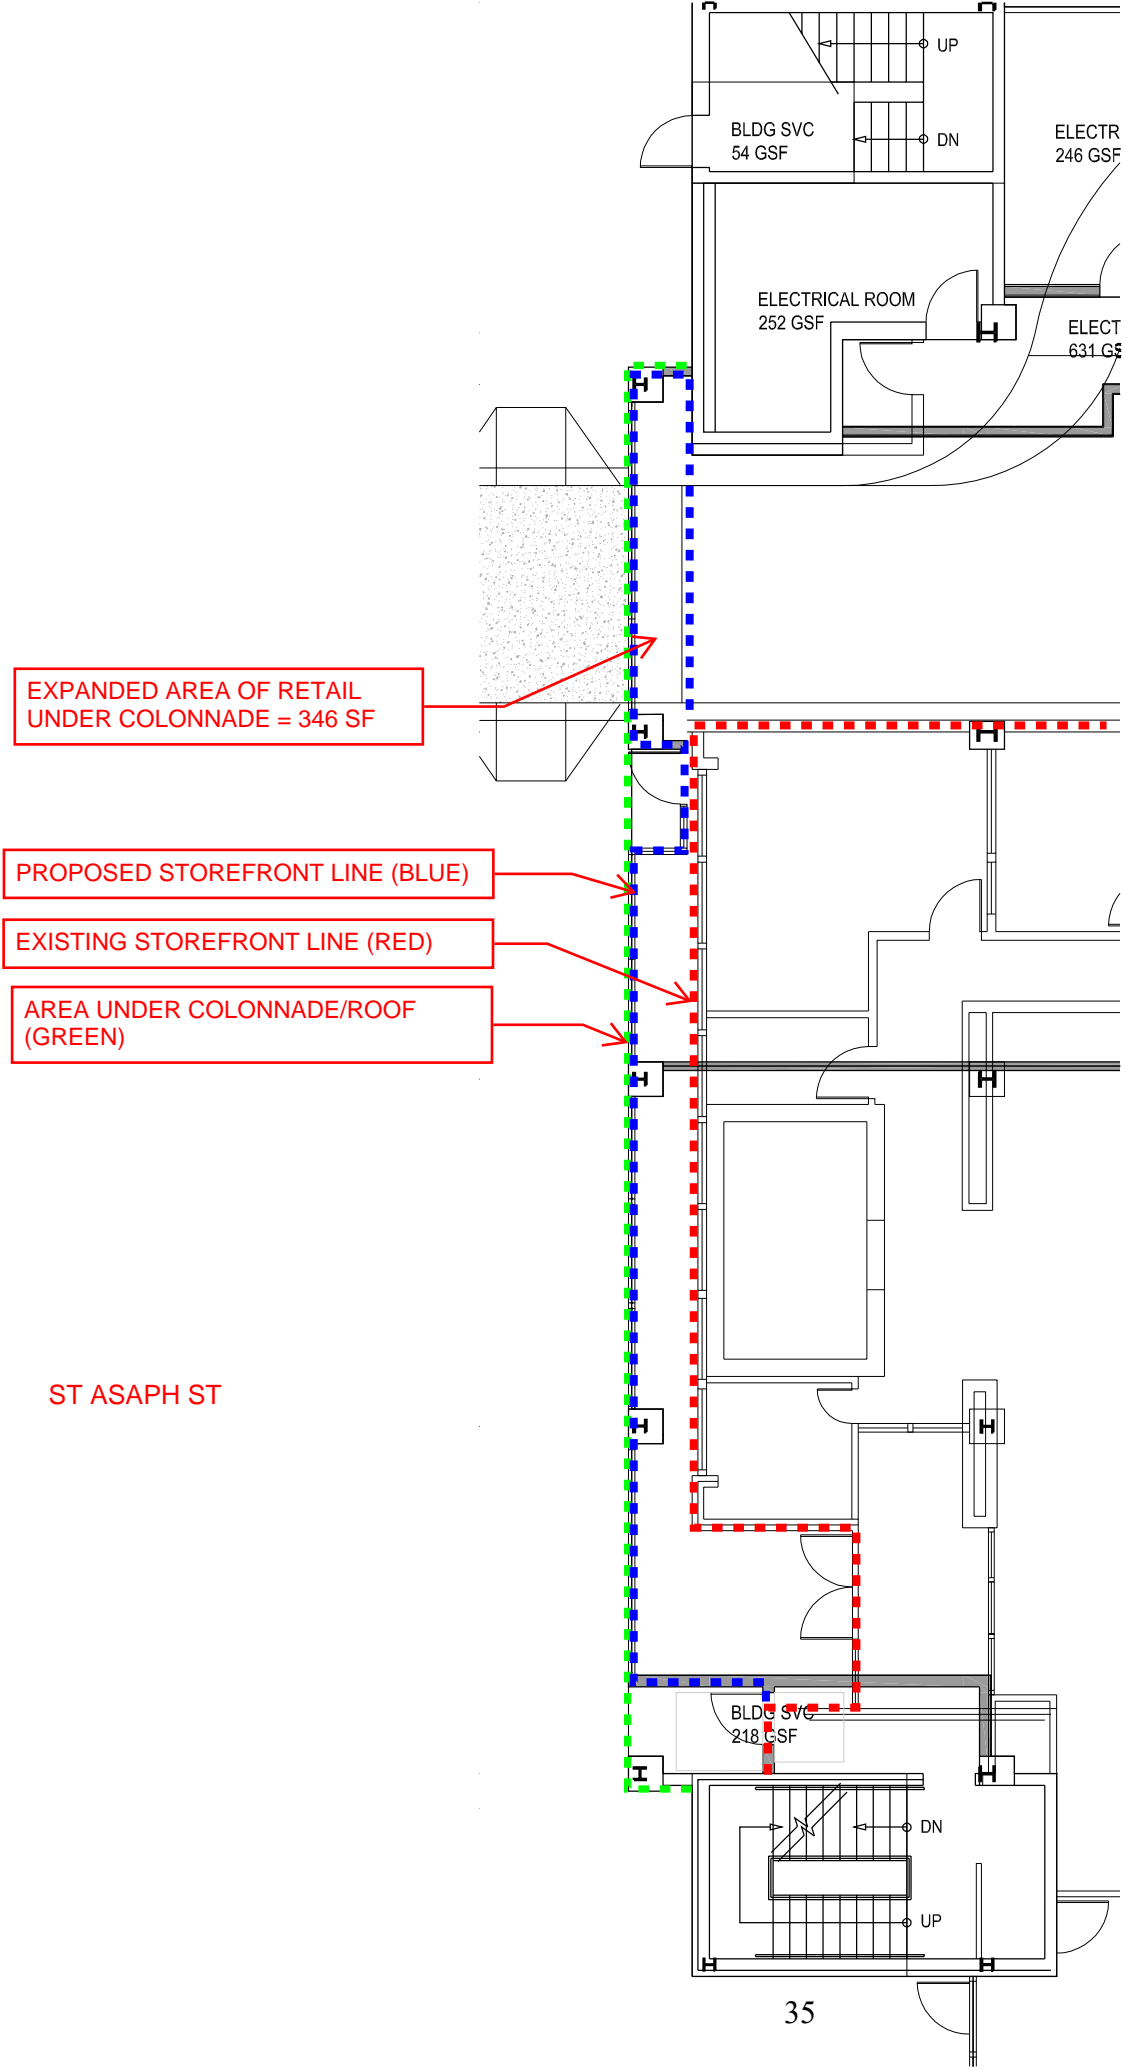 UP
BLDG SVC
54 GSF
DN
ELECTR
246 GSF
ELECTRICAL ROOM
252 GSF
ELECT
631 GS
EXPANDED AREA OF RETAIL
UNDER COLONNADE = 346 SF
PROPOSED STOREFRONT LINE (BLUE)
EXISTING STOREFRONT LINE (RED)
AREA UNDER COLONNADE/ROOF
(GREEN)
ST ASAPH ST
BLDG SVC
218 GSF
DN
UP
35